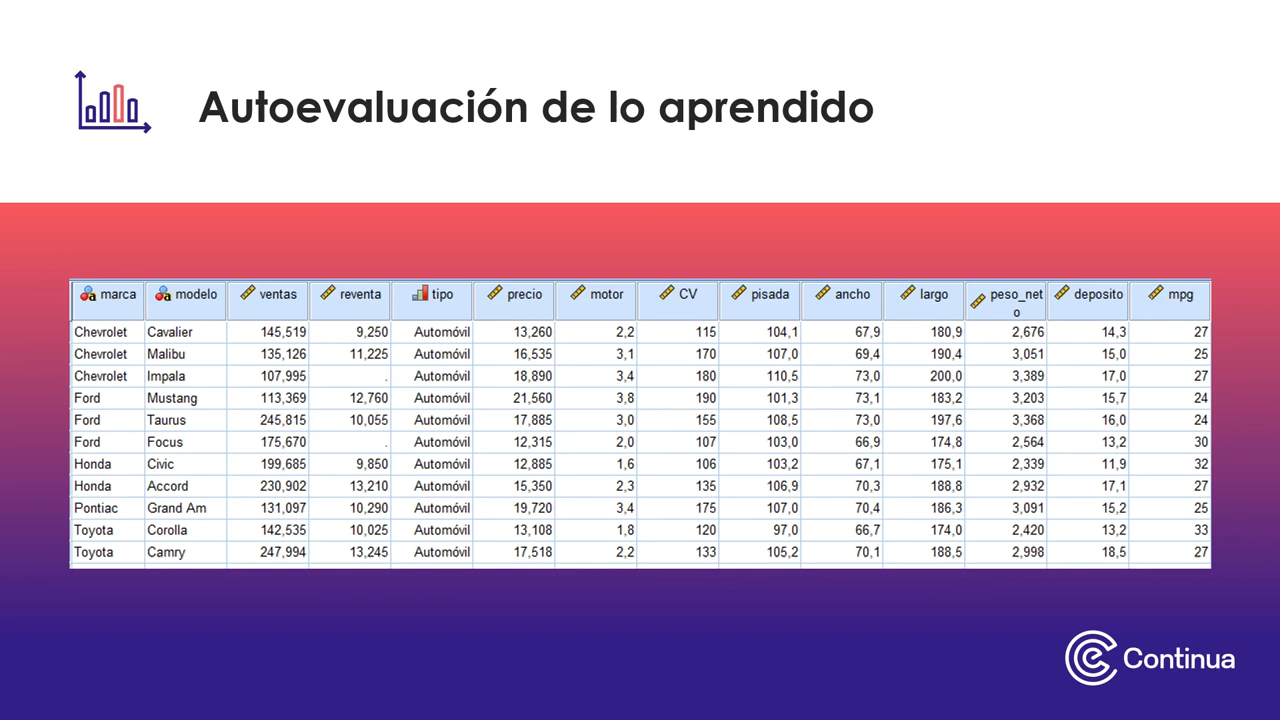 Autoevaluación de lo aprendido
marca modelo ventas reventa tipo precio motor CV pisada ancho largo peso_neto deposito mpg
Chevrolet Cavalier 145,519 9,250 Automóvil 13,260 2,2 115 104,1 67,9 180,9 2,676 14,3 27
Chevrolet Malibu 135,126 11,225 Automóvil 16,535 3,1 170 107,0 69,4 190,4 3,051 15,0 25
Chevrolet Impala 107,995 . Automóvil 18,890 3,4 180 110,5 73,0 200,0 3,389 17,0 27
Ford Mustang 113,369 12,760 Automóvil 21,560 3,8 190 101,3 73,1 183,2 3,203 15,7 24
Ford Taurus 245,815 10,055 Automóvil 17,885 3,0 155 108,5 73,0 197,6 3,368 16,0 24
Ford Focus 175,670 . Automóvil 12,315 2,0 107 103,0 66,9 174,8 2,564 13,2 30
Honda Civic 199,685 9,850 Automóvil 12,885 1,6 106 103,2 67,1 175,1 2,339 11,9 32
Honda Accord 230,902 13,210 Automóvil 15,350 2,3 135 106,9 70,3 188,8 2,932 17,1 27
Pontiac Grand Am 131,097 10,290 Automóvil 19,720 3,4 175 107,0 70,4 186,3 3,091 15,2 25
Toyota Corolla 142,535 10,025 Automóvil 13,108 1,8 120 97,0 66,7 174,0 2,420 13,2 33
Toyota Camry 247,994 13,245 Automóvil 17,518 2,2 133 105,2 70,1 188,5 2,998 18,5 27
Continua